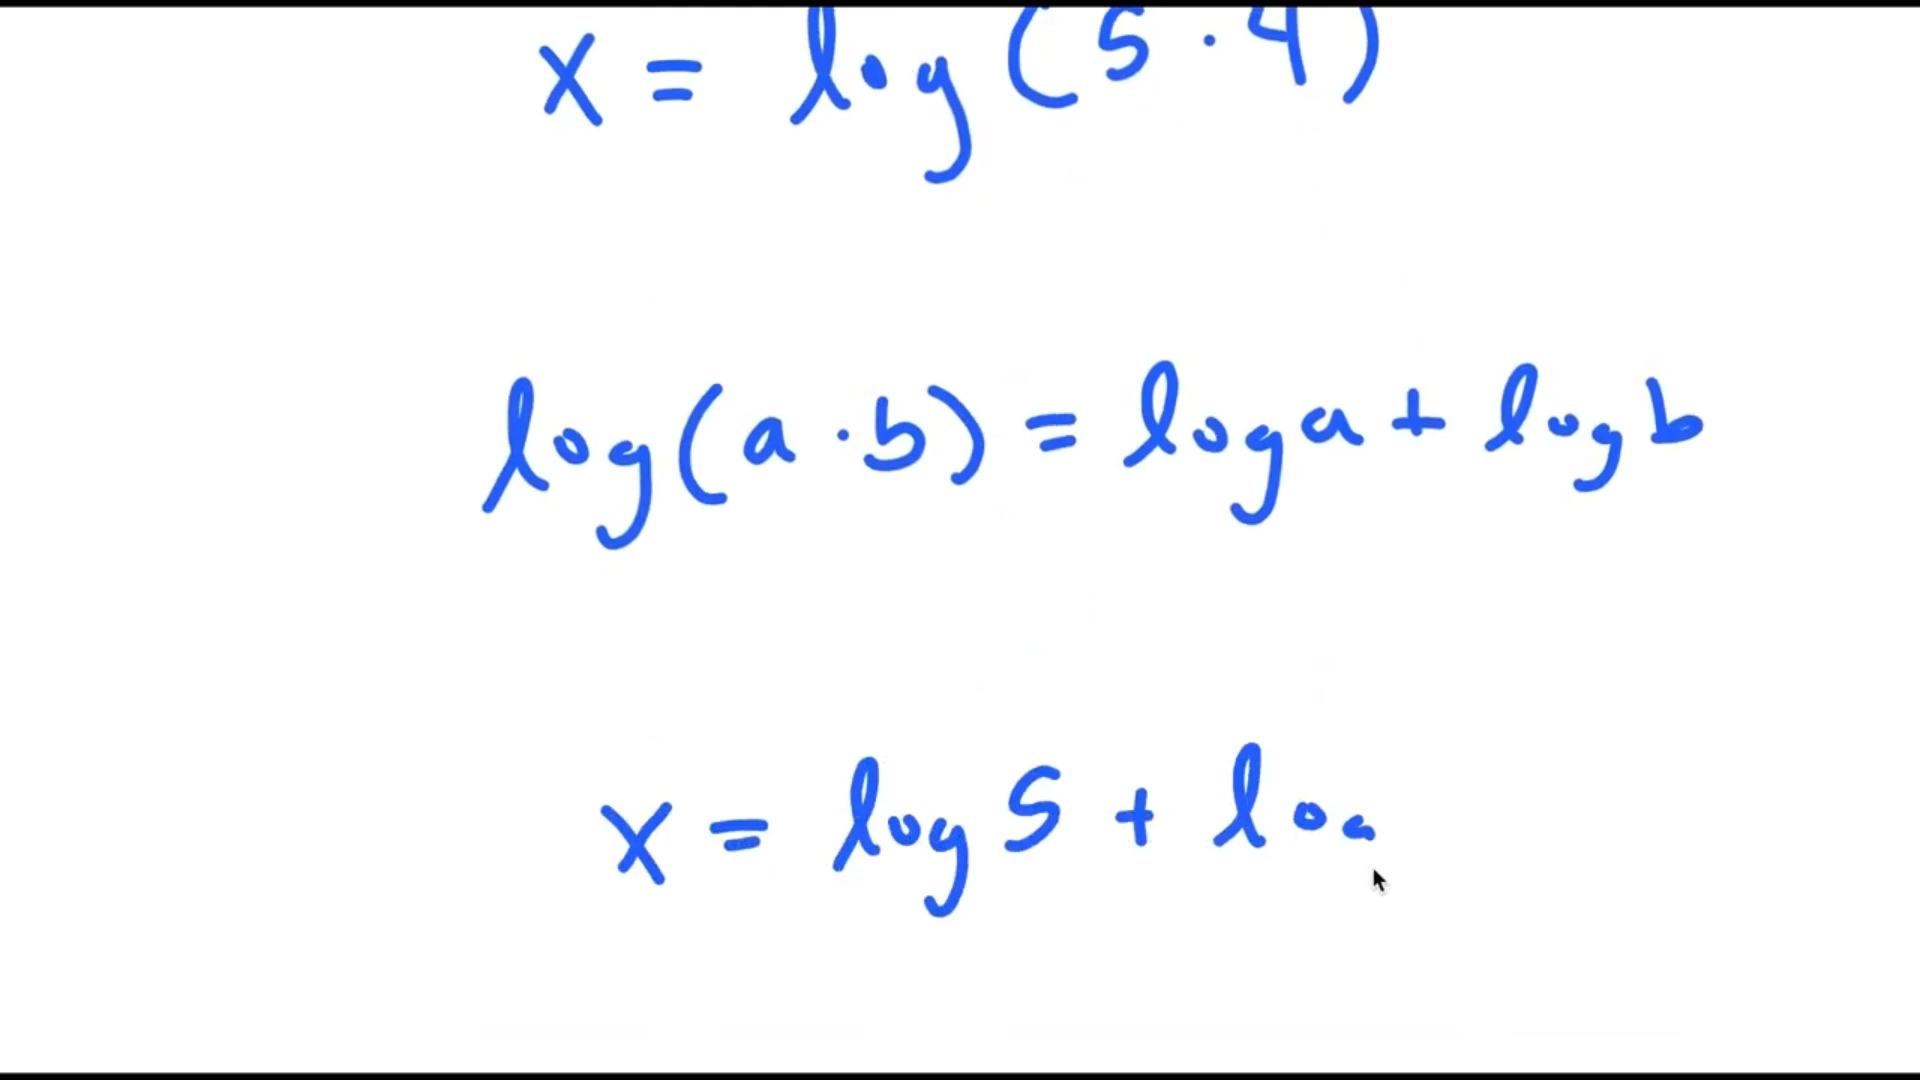 x = log (5 · 4)
log(a · b) = log a + log b
x = log 5 + lo